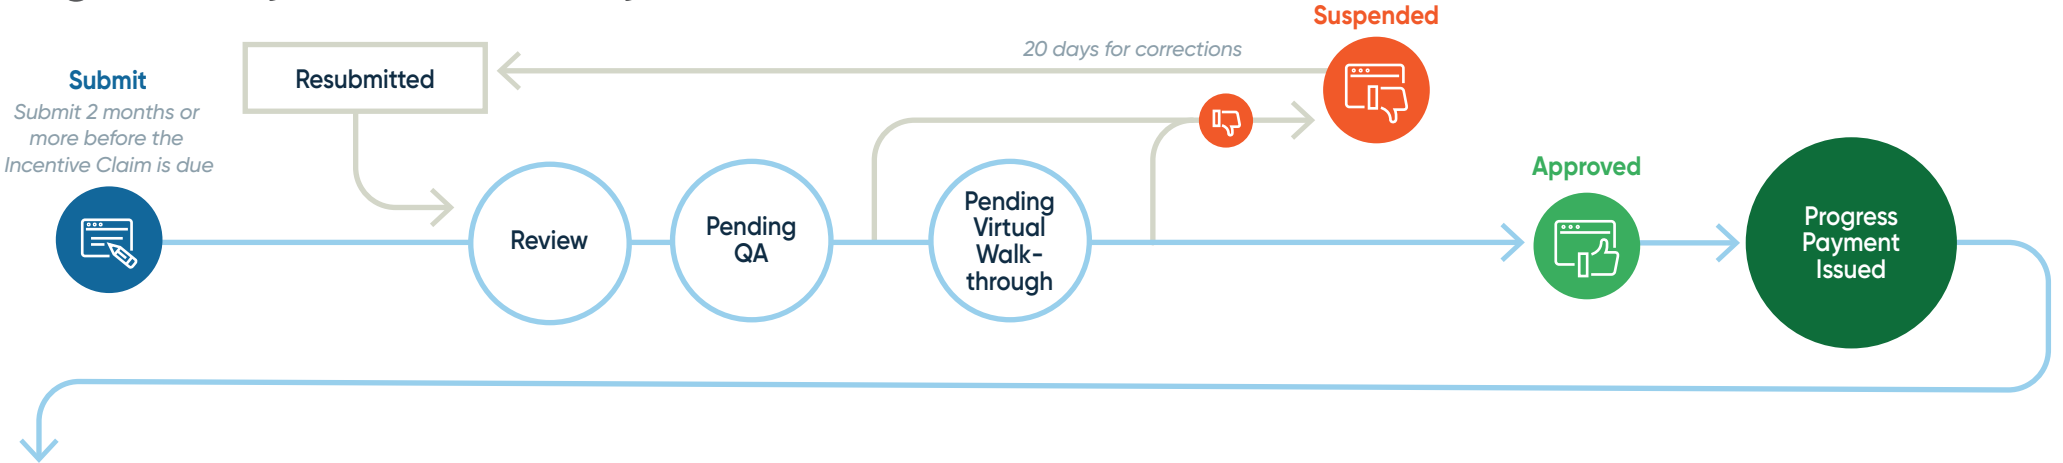 Suspended
20 days for corrections
Submit
Resubmitted
Submit 2 months or
more before the
Incentive Claim is due
Approved
Review
Pending
QA
Pending
Virtual
Walk-
through
Progress
Payment
Issued